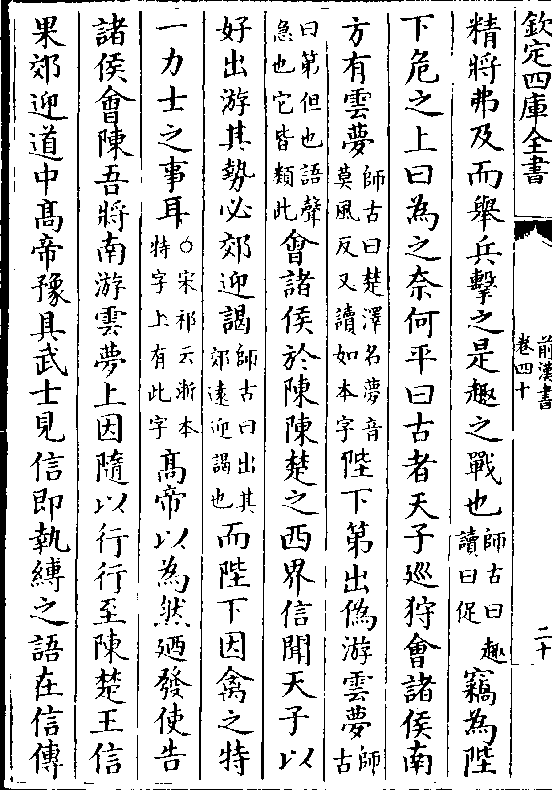 欽定四庫全書
前漢書
卷四十
二十
精將弗及而舉兵擊之是趣之戰也師古曰趣讀曰促竊為陛
下危之上曰為之奈何平曰古者天子廵狩會諸侯南
方有雲夢師古曰楚澤名夢音莫風反又讀如本字陛下第出偽游雲夢師古
曰第但也語聲急也它皆類此會諸侯於陳陳楚之西界信聞天子以
好出游其勢必郊迎謁師古曰出其郊遠迎謁也而陛下因禽之特
一力士之事耳○宋祁云淅本特字上有此字高帝以為然廼發使告
諸侯會陳吾將南游雲夢上因隨以行行至陳楚王信
果郊迎道中髙帝豫具武士見信即執縛之語在信傳